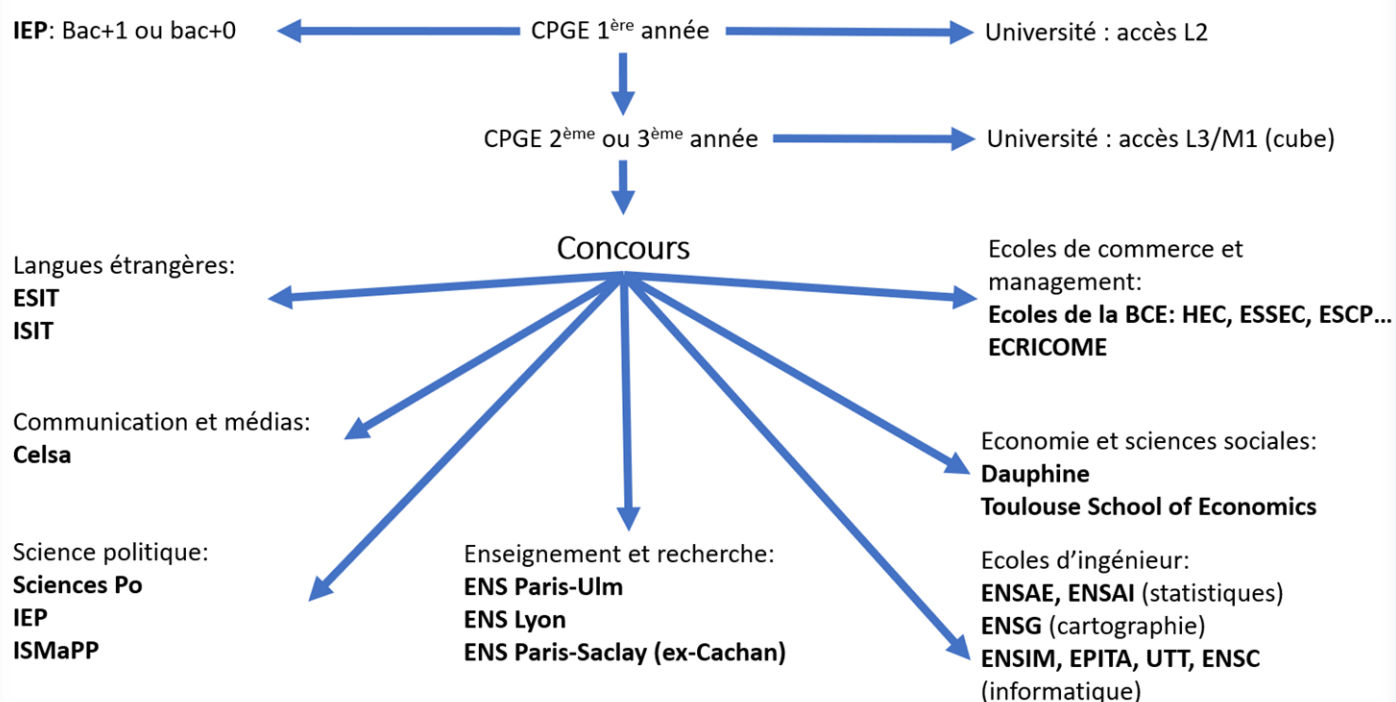 IEP: Bac+1 ou bac+0
CPGE 1ère année
Université : accès L2
CPGE 2ème ou 3ème année
Université : accès L3/M1 (cube)
Concours
Langues étrangères:
ESIT
ISIT
Ecoles de commerce et
management:
Ecoles de la BCE: HEC, ESSEC, ESCP...
ECRICOME
Communication et médias:
Celsa
Economie et sciences sociales:
Dauphine
Toulouse School of Economics
Science politique:
Sciences Po
IEP
ISMaPP
Enseignement et recherche:
ENS Paris-Ulm
ENS Lyon
ENS Paris-Saclay (ex-Cachan)
Ecoles d’ingénieur:
ENSAE, ENSAI (statistiques)
ENSG (cartographie)
ENSIM, EPITA, UTT, ENSC
(informatique)